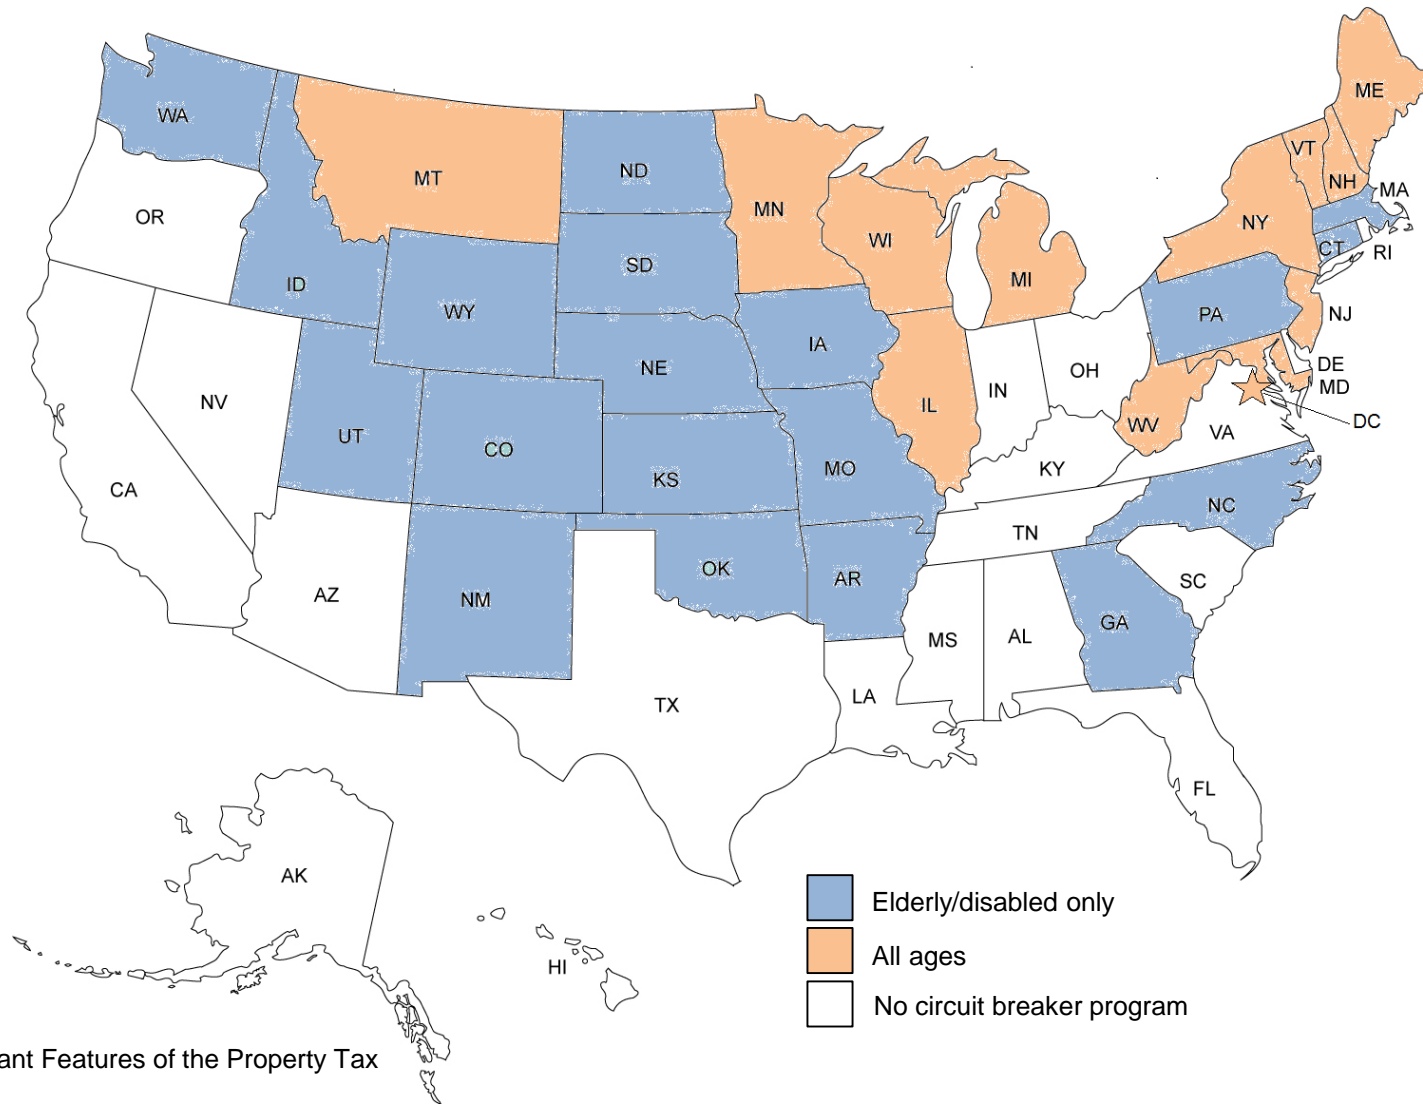 ME
WA
VT
ND
MT
NH
MA
MN
OR
NY
WI
CT
RI
SD
MI
ID
WY
PA
NJ
IA
NE
DE
OH
MD
IN
NV
IL
DC
WV
VA
UT
CO
MO
KY
KS
CA
NC
TN
OK
AR
SC
AZ
NM
GA
MS
AL
LA
TX
FL
AK
Elderly/disabled only
All ages
HI
No circuit breaker program
ant Features of the Property Tax